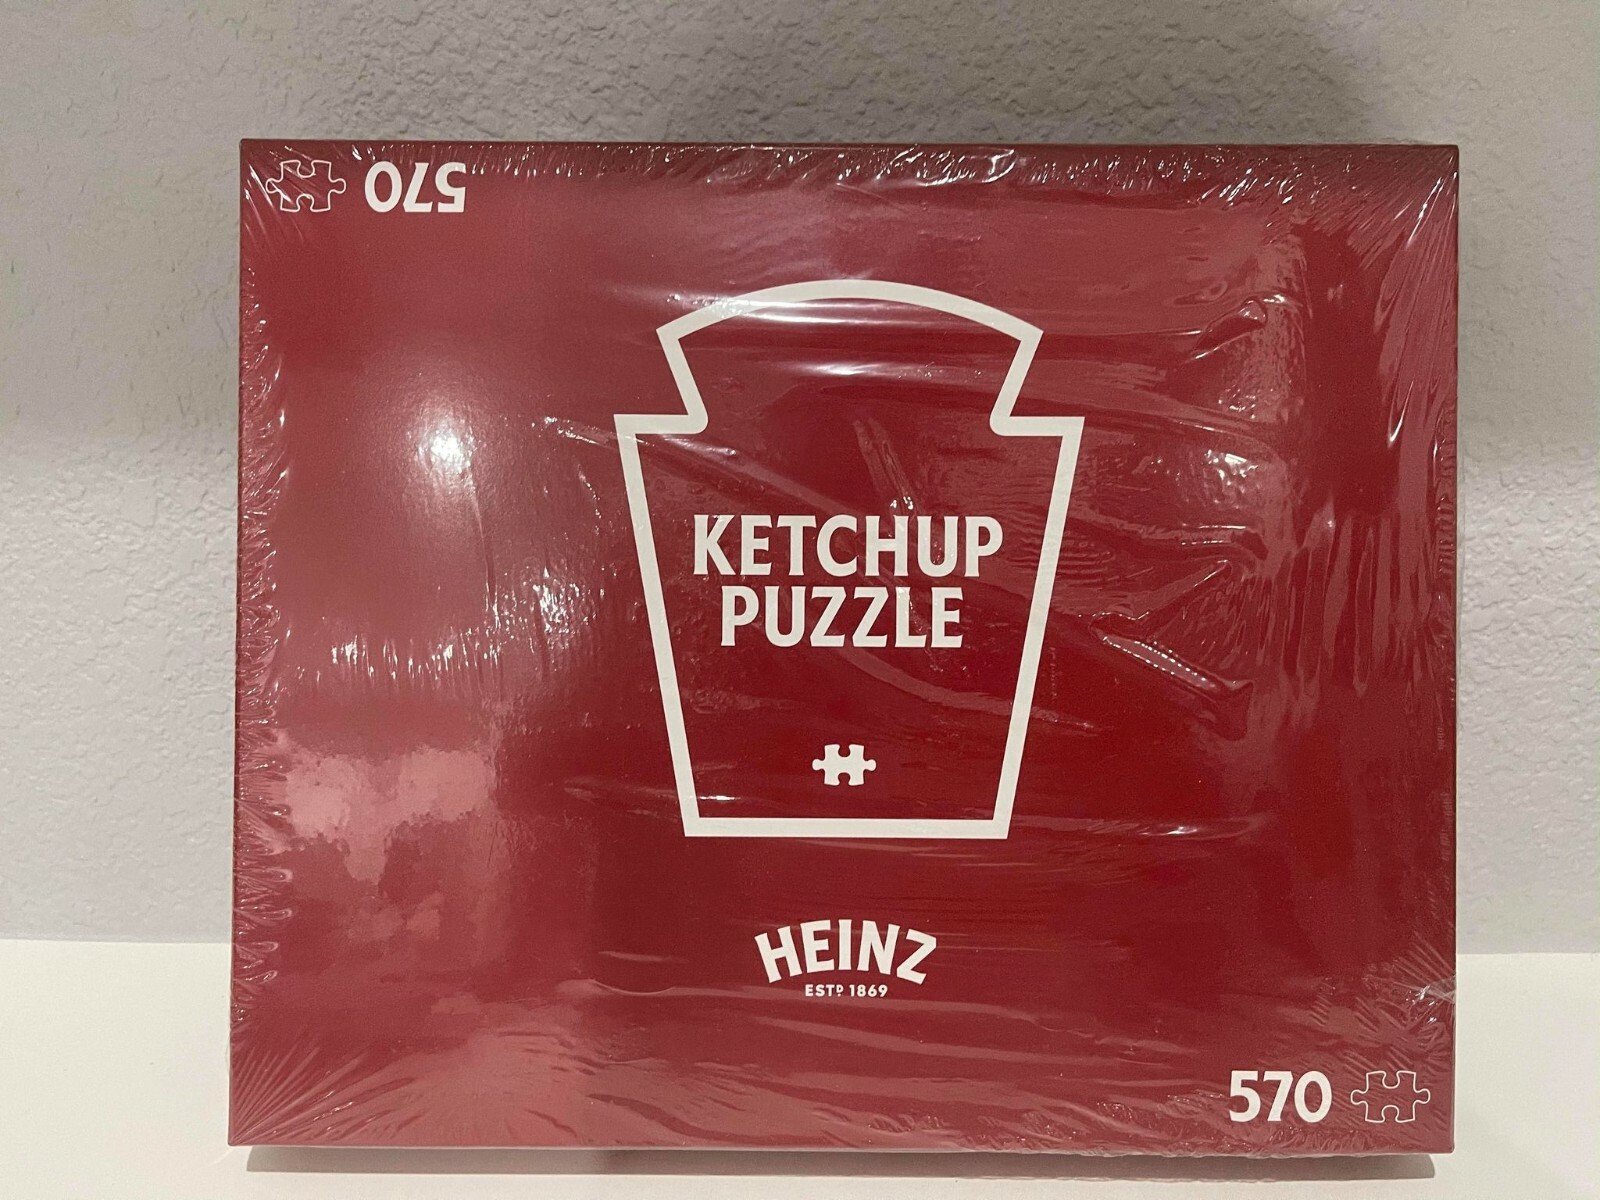 570
KETCHUP
PUZZLE
HEINZ
ESTD 1869
570